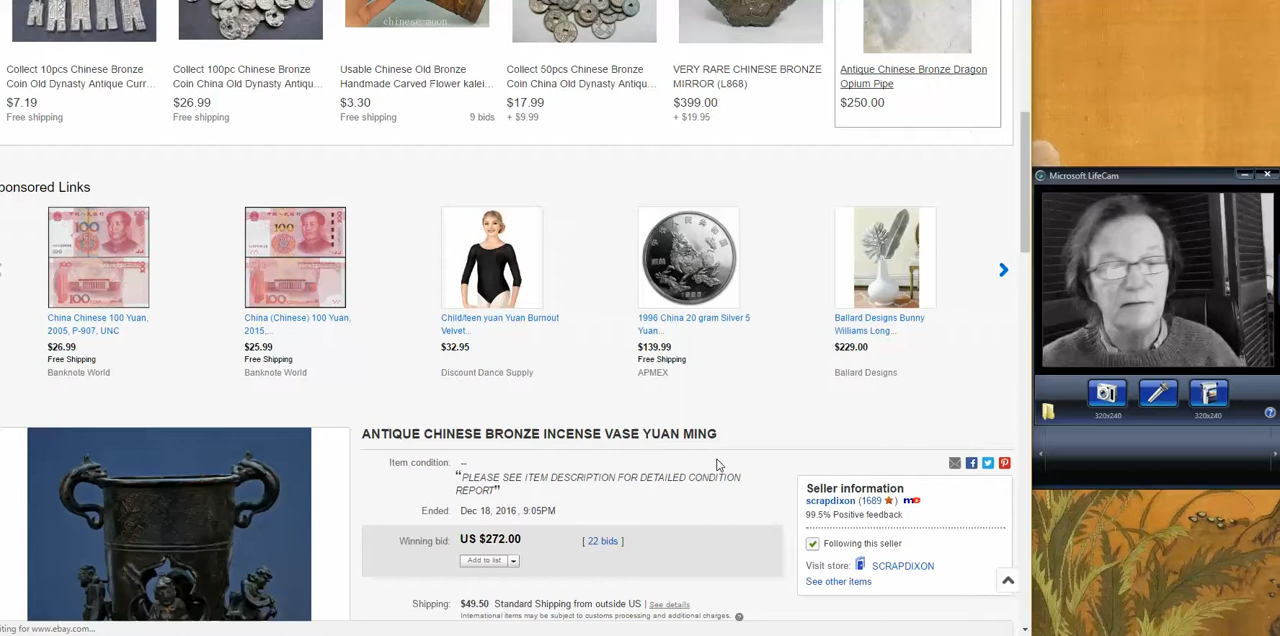 chinese-moon
Collect 10pcs Chinese Bronze
Coin Old Dynasty Antique Curr…
$7.19
Free shipping
Collect 100pc Chinese Bronze
Coin China Old Dynasty Antiqu…
$26.99
Free shipping
Usable Chinese Old Bronze
Handmade Carved Flower kalei…
$3.30
Free shipping
9 bids
Collect 50pcs Chinese Bronze
Coin China Old Dynasty Antiqu…
$17.99
+ $9.99
VERY RARE CHINESE BRONZE
MIRROR (L868)
$399.00
+ $19.95
Antique Chinese Bronze Dragon
Opium Pipe
$250.00
Microsoft LifeCam
ponsored Links
China Chinese 100 Yuan,
2005, P-907, UNC
$26.99
Free Shipping
Banknote World
China (Chinese) 100 Yuan,
2015,...
$25.99
Free Shipping
Banknote World
Child/teen yuan Yuan Burnout
Velvet...
$32.95
Discount Dance Supply
1996 China 20 gram Silver 5
Yuan...
$139.99
Free Shipping
APMEX
Ballard Designs Bunny
Williams Long...
$229.00
Ballard Designs
320x240
320x240
ANTIQUE CHINESE BRONZE INCENSE VASE YUAN MING
Item condition: --
"PLEASE SEE ITEM DESCRIPTION FOR DETAILED CONDITION
REPORT"
Ended: Dec 18, 2016 , 9:05PM
Winning bid: US $272.00 [ 22 bids ]
Add to list
Shipping: $49.50 Standard Shipping from outside US | See details
International items may be subject to customs processing and additional charges.
Seller information
scrapdixon (1689 ) me
99.5% Positive feedback
Following this seller
Visit store: SCRAPDIXON
See other items
iting for www.ebay.com...